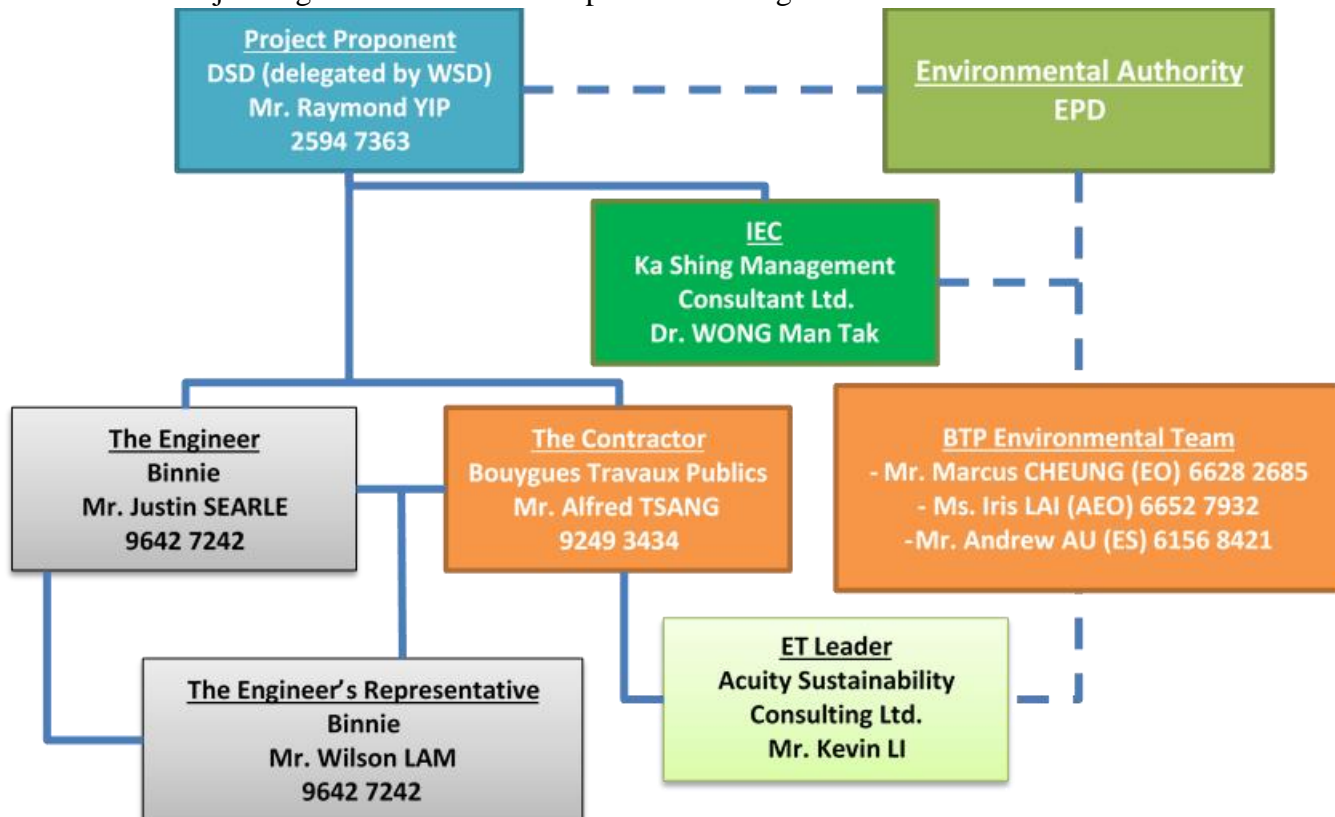 Project Proponent
DSD (delegated by WSD)
Mr. Raymond YIP
2594 7363
Environmental Authority
EPD
IEC
Ka Shing Management
Consultant Ltd.
Dr. WONG Man Tak
The Engineer
Binnie
Mr. Justin SEARLE
9642 7242
The Contractor
Bouygues Travaux Publics
Mr. Alfred TSANG
9249 3434
BTP Environmental Team
- Mr. Marcus CHEUNG (EO) 6628 2685
- Ms. Iris LAI (AEO) 6652 7932
-Mr. Andrew AU (ES) 6156 8421
The Engineer’s Representative
Binnie
Mr. Wilson LAM
9642 7242
ET Leader
Acuity Sustainability
Consulting Ltd.
Mr. Kevin LI